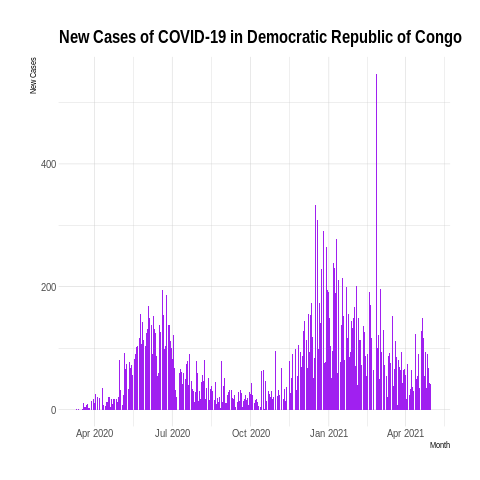 New Cases of COVID-19 in Democratic Republic of Congo
New Cases
400
200
0
Apr 2020 Jul 2020 Oct 2020 Jan 2021 Apr 2021
Month